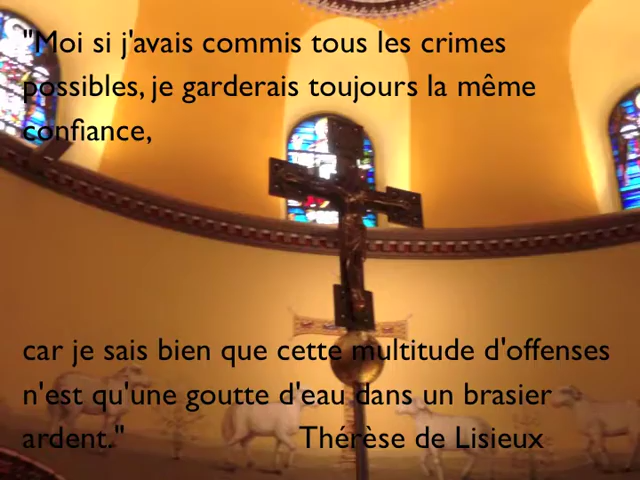 "Moi si j'avais commis tous les crimes
possibles, je garderais toujours la même
confiance,
car je sais bien que cette multitude d'offenses
n'est qu'une goutte d'eau dans un brasier
ardent." Thérèse de Lisieux